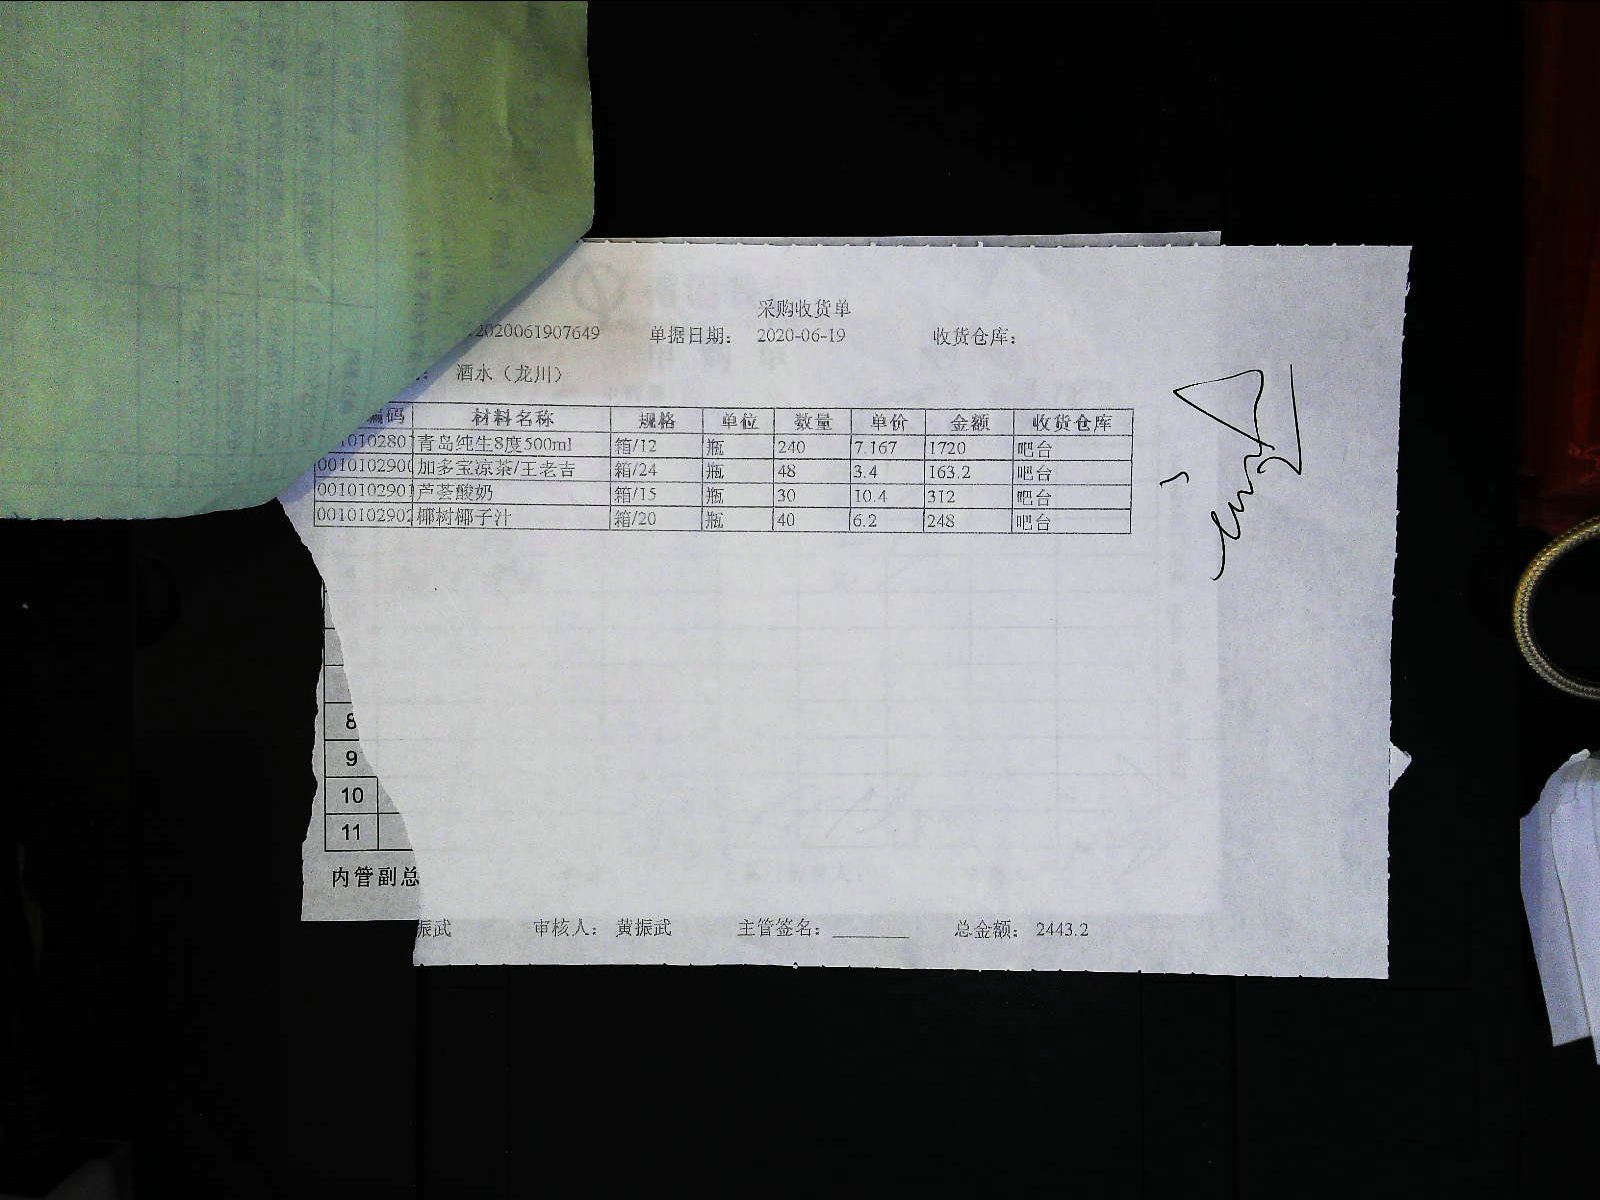 采购收货单
2020061907649 单据日期： 2020-06-19 收货仓库：
酒水（龙川）
编码 材料名称 规格 单位 数量 单价 金额 收货仓库
10102801 青岛纯生8度500ml 箱/12 瓶 240 7.167 1720 吧台
0010102900 加多宝凉茶/王老吉 箱/24 瓶 48 3.4 163.2 吧台
0010102901 芦荟酸奶 箱/15 瓶 30 10.4 312 吧台
0010102902 椰树椰子汁 箱/20 瓶 40 6.2 248 吧台
8
9
10
11
内管副总
振武 审核人： 黄振武 主管签名： 总金额： 2443.2